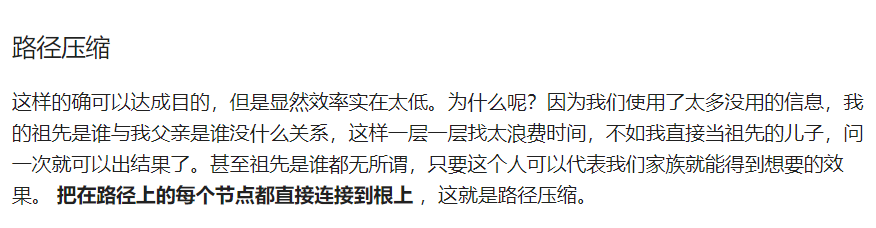 路径压缩
这样的确可以达成目的，但是显然效率实在太低。为什么呢？因为我们使用了太多没用的信息，我
的祖先是谁与我父亲是谁没什么关系，这样一层一层找太浪费时间，不如我直接当祖先的儿子，问
一次就可以出结果了。甚至祖先是谁都无所谓，只要这个人可以代表我们家族就能得到想要的效
果。 把在路径上的每个节点都直接连接到根上 ，这就是路径压缩。